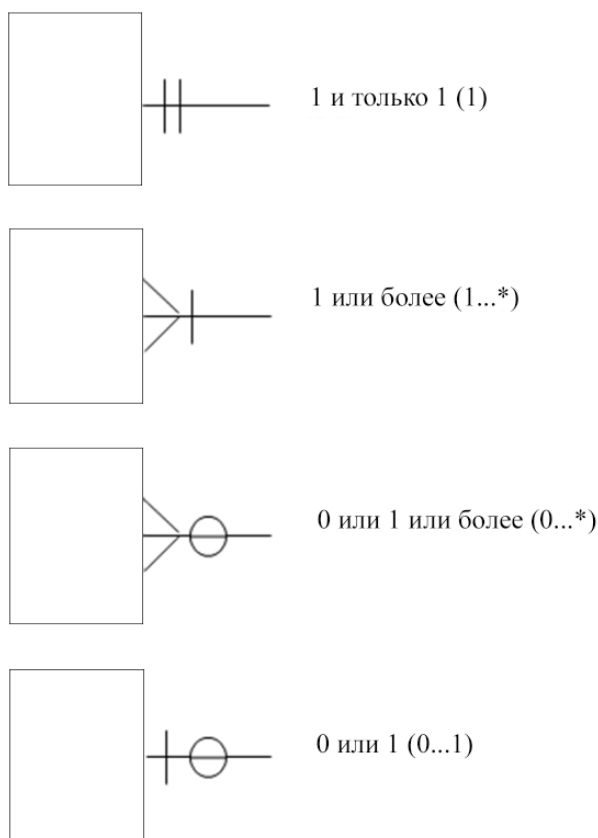 1 и только 1 (1)
1 или более (1...*)
0 или 1 или более (0...*)
0 или 1 (0...1)